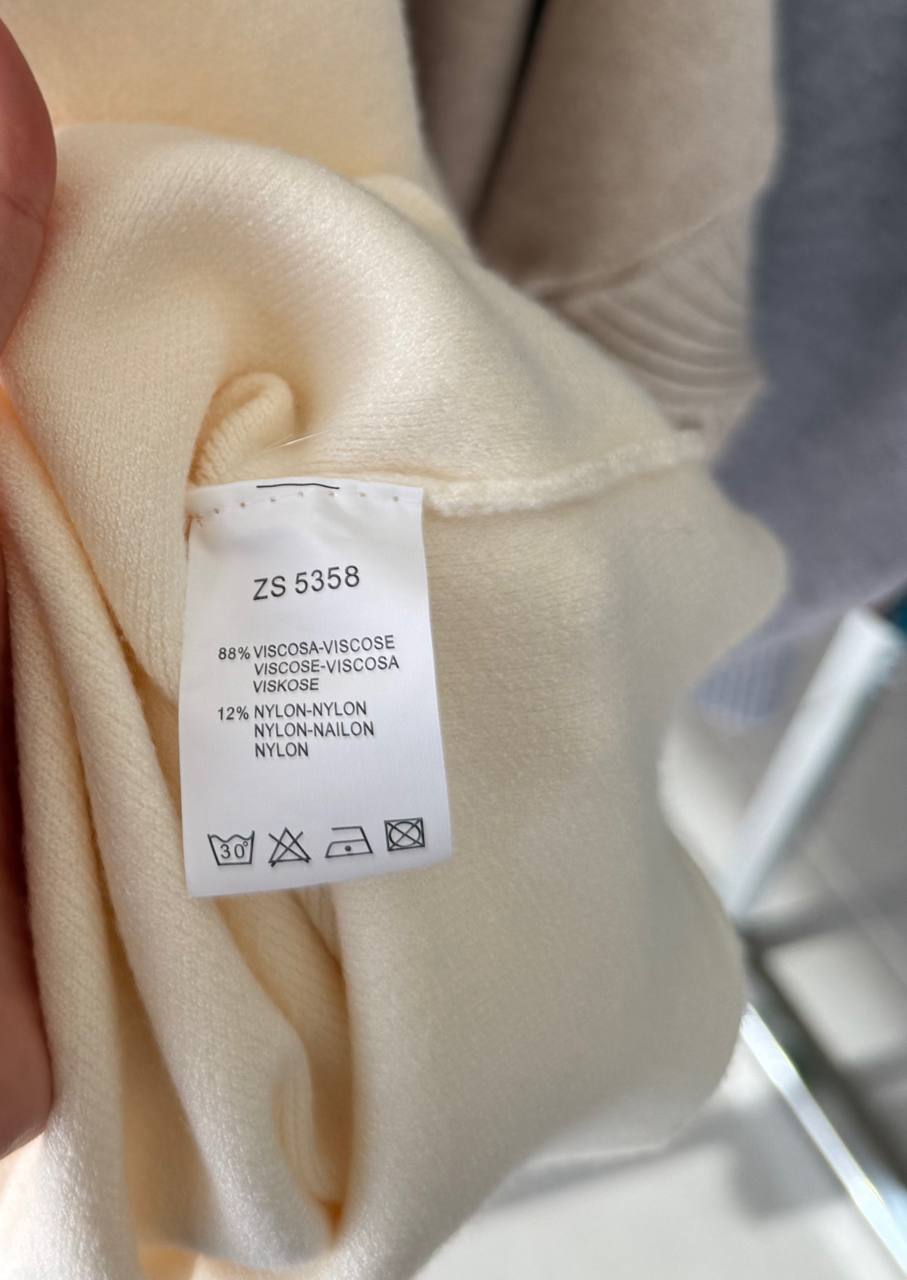 ZS 5358
88% VISCOSA-VISCOSE
VISCOSE-VISCOSA
VISKOSE
12% NYLON-NYLON
NYLON-NAILON
NYLON
30°